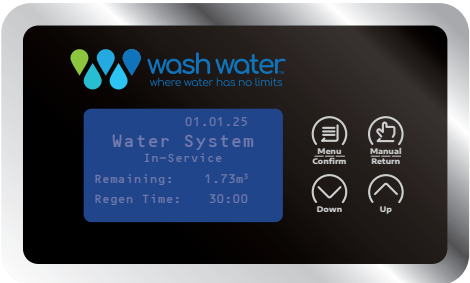 wash water™
where water has no limits
01.01.25
Water System
In-Service
Remaining: 1.73m³
Regen Time: 30:00
Menu
Confirm
Manual
Return
Down
Up